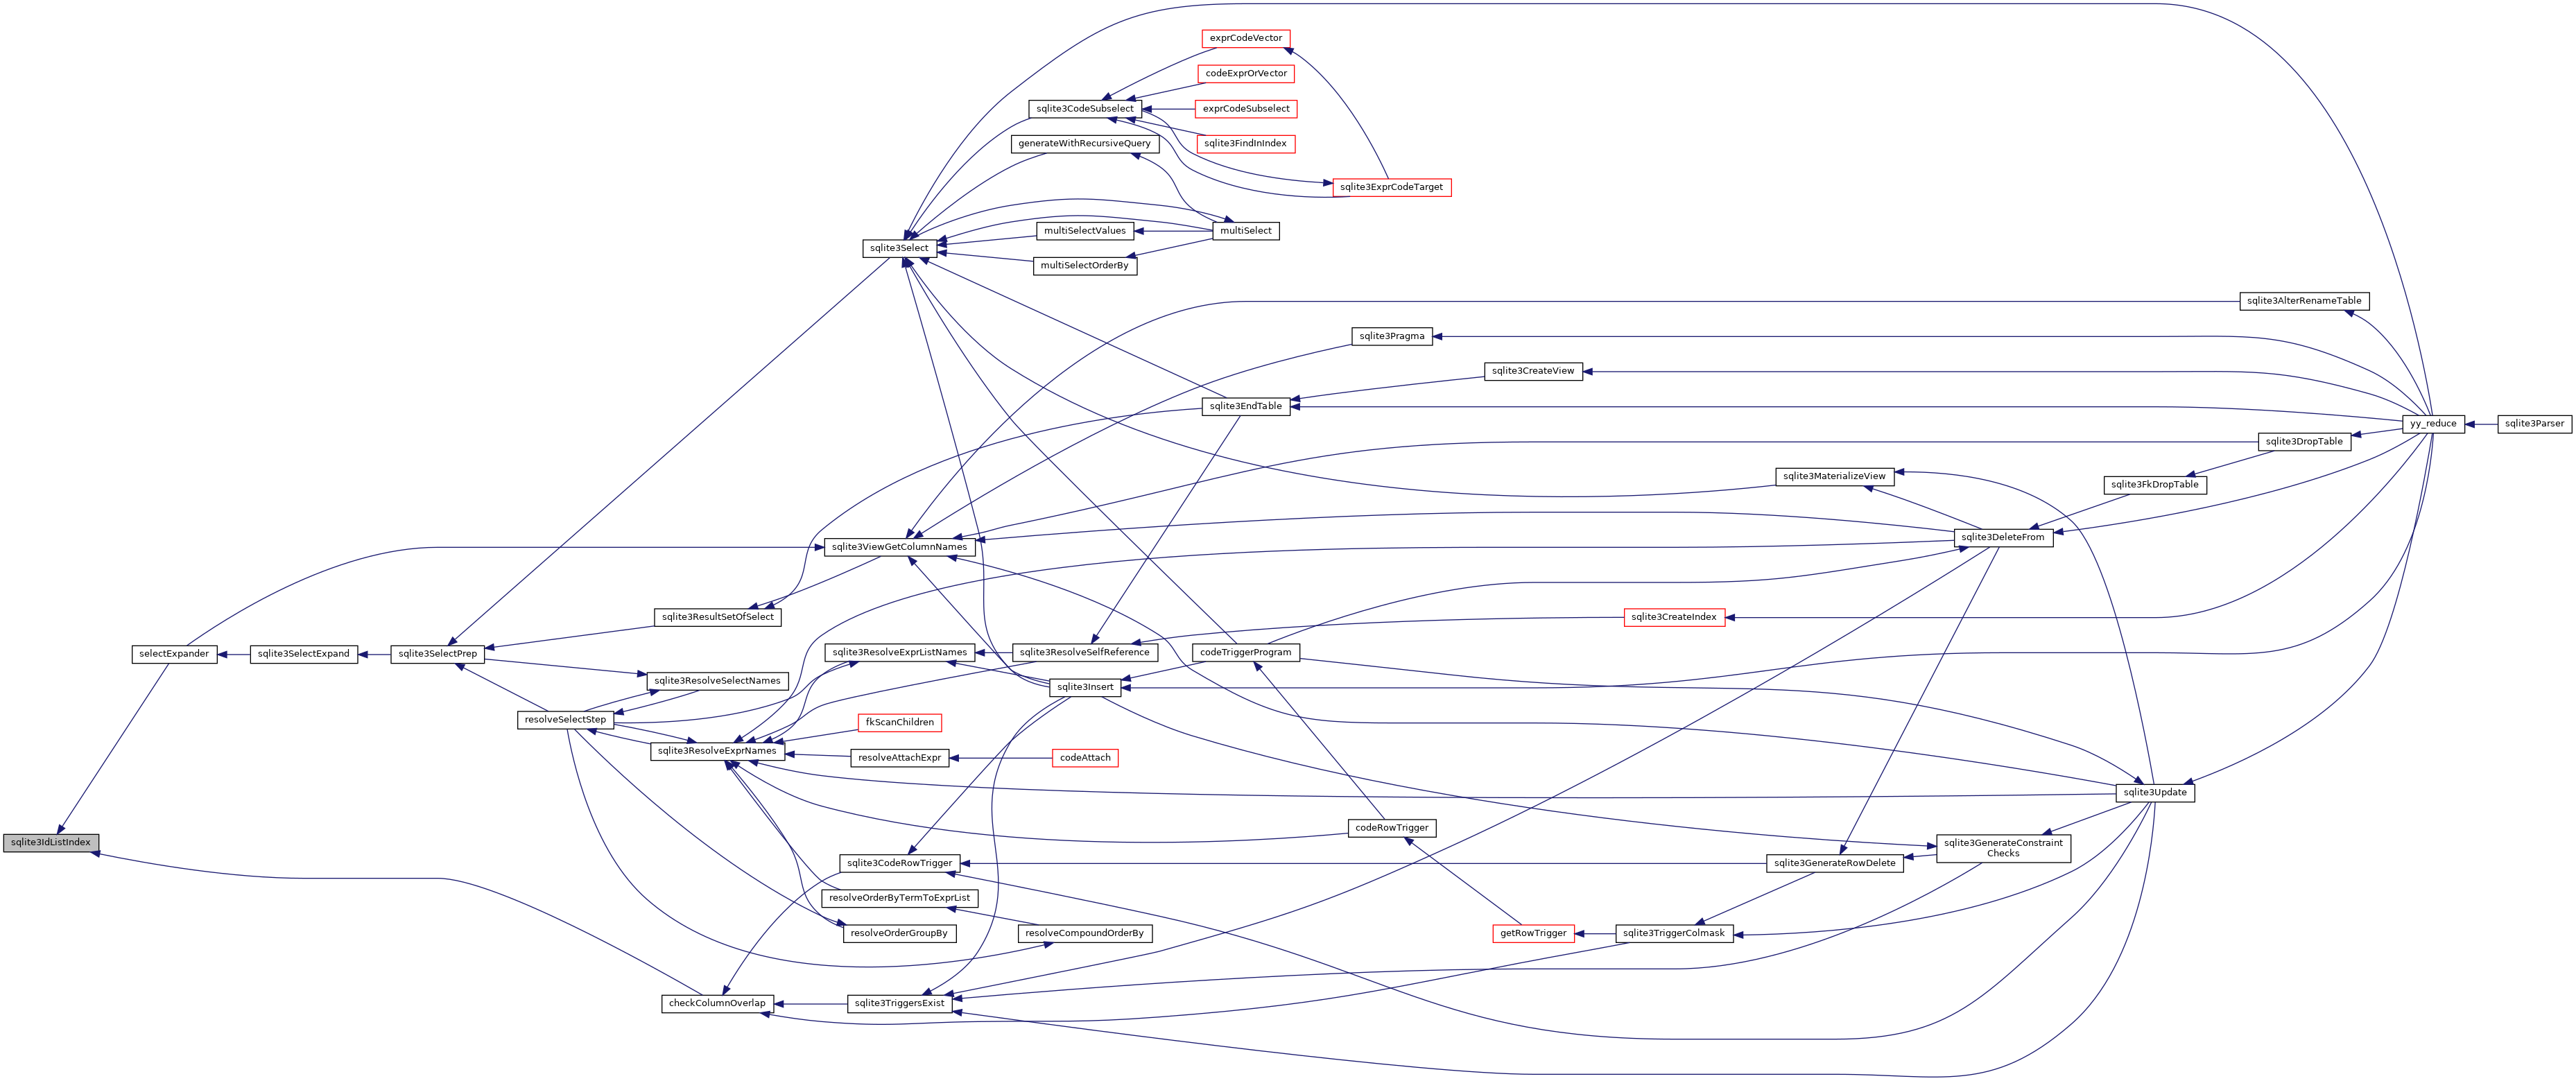 exprCodeVector
codeExprOrVector
sqlite3CodeSubselect
exprCodeSubselect
generateWithRecursiveQuery
sqlite3FindInIndex
sqlite3ExprCodeTarget
sqlite3Select
multiSelectValues
multiSelect
multiSelectOrderBy
sqlite3AlterRenameTable
sqlite3Pragma
sqlite3CreateView
sqlite3EndTable
yy_reduce
sqlite3Parser
sqlite3DropTable
sqlite3MaterializeView
sqlite3FkDropTable
sqlite3ViewGetColumnNames
sqlite3DeleteFrom
sqlite3ResultSetOfSelect
sqlite3CreateIndex
selectExpander
sqlite3SelectExpand
sqlite3SelectPrep
sqlite3ResolveExprListNames
sqlite3ResolveSelfReference
codeTriggerProgram
sqlite3ResolveSelectNames
sqlite3Insert
resolveSelectStep
fkScanChildren
sqlite3ResolveExprNames
resolveAttachExpr
codeAttach
sqlite3Update
codeRowTrigger
sqlite3IdListIndex
sqlite3GenerateConstraint
Checks
sqlite3CodeRowTrigger
sqlite3GenerateRowDelete
resolveOrderByTermToExprList
resolveOrderGroupBy
resolveCompoundOrderBy
getRowTrigger
sqlite3TriggerColmask
checkColumnOverlap
sqlite3TriggersExist